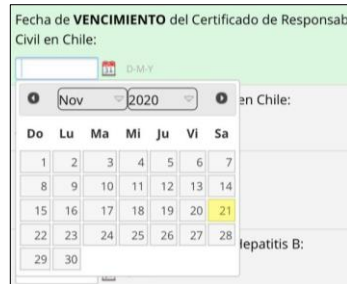 Fecha de VENCIMIENTO del Certificado de Responsab
Civil en Chile:
31 D-M-Y
Nov 2020 en Chile:
Do Lu Ma Mi Ju Vi Sa
1 2 3 4 5 6 7
8 9 10 11 12 13 14
15 16 17 18 19 20 21
22 23 24 25 26 27 28
29 30
Hepatitis B: